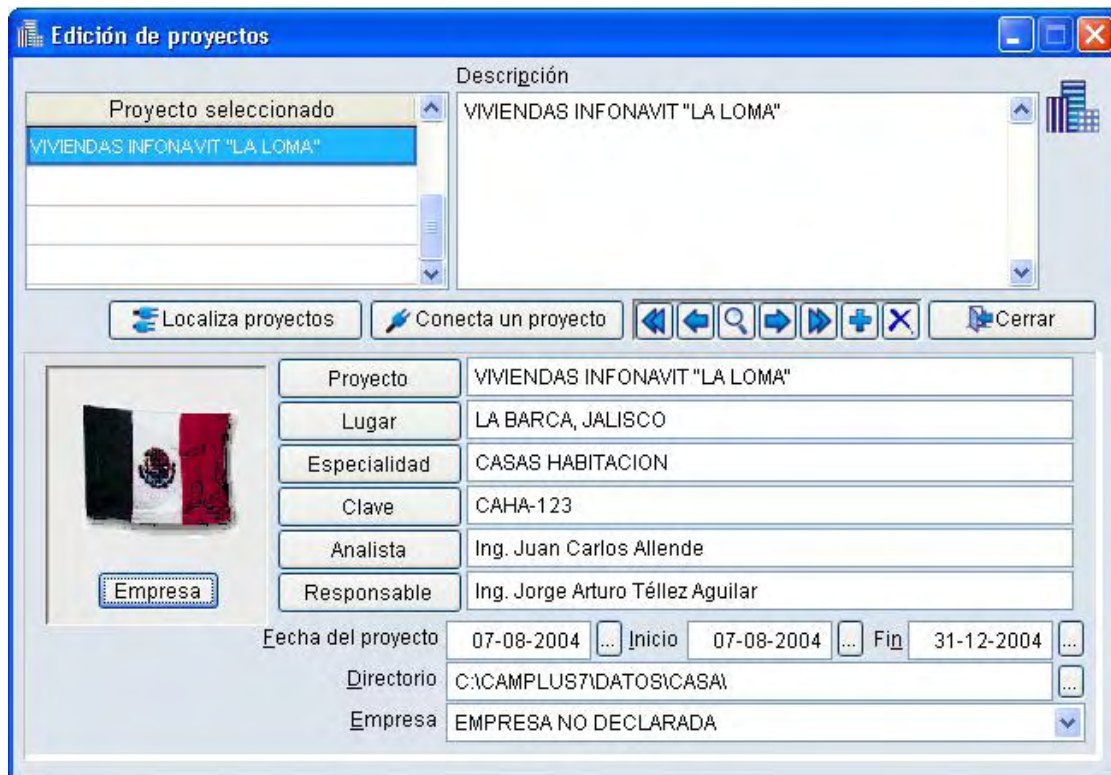 Edición de proyectos
Descripción
Proyecto seleccionado
VIVIENDAS INFONAVIT "LA LOMA"
VIVIENDAS INFONAVIT "LA LOMA"
Localiza proyectos
Conecta un proyecto
Cerrar
Proyecto VIVIENDAS INFONAVIT "LA LOMA"
Lugar LA BARCA, JALISCO
Especialidad CASAS HABITACION
Clave CAHA-123
Analista Ing. Juan Carlos Allende
Empresa
Responsable Ing. Jorge Arturo Téllez Aguilar
Fecha del proyecto 07-08-2004 ... Inicio 07-08-2004 ... Fin 31-12-2004 ...
Directorio C:\CAMPLUS7\DATOS\CASA\ ...
Empresa EMPRESA NO DECLARADA